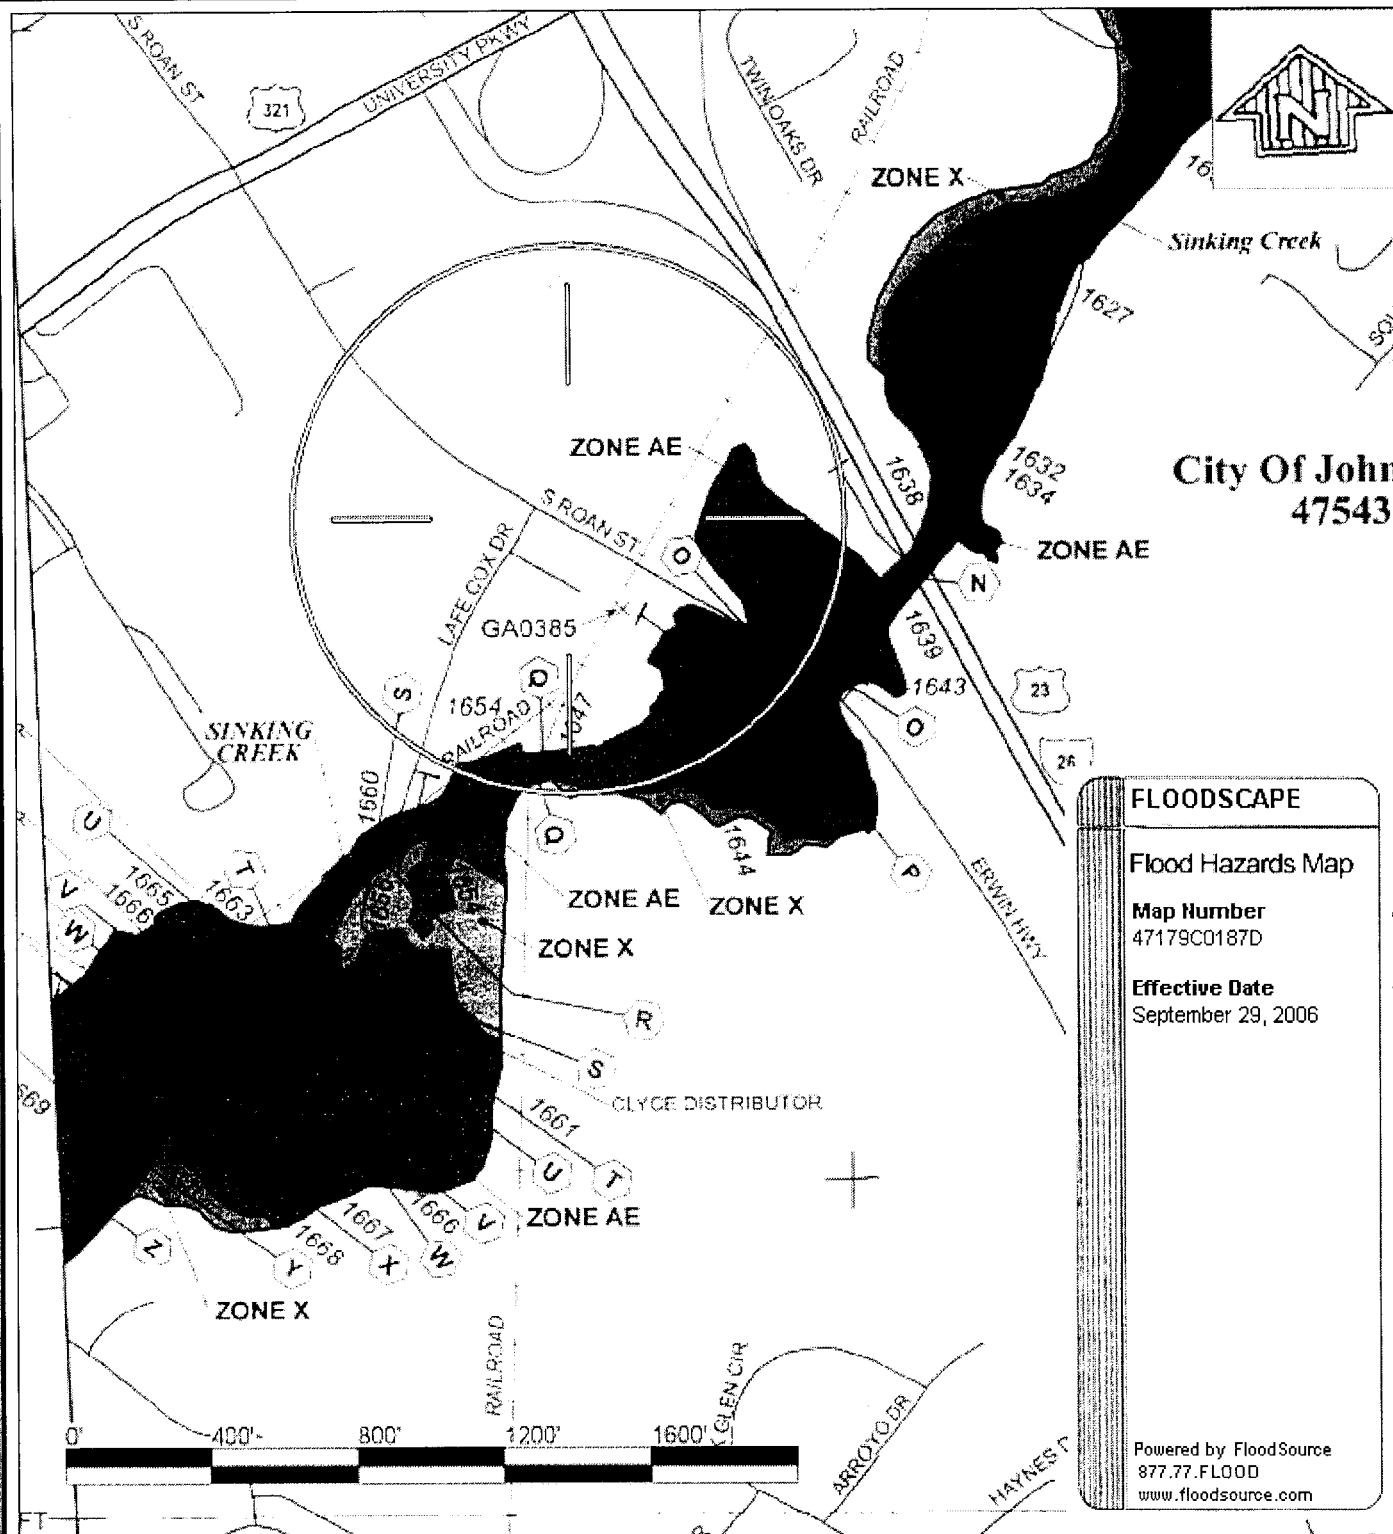 S ROAN ST
321
UNIVERSITY PKWY
TWIN OAKS DR
RAILROAD
N
ZONE X
Sinking Creek
1627
ZONE AE
1638
1632
1634
City Of John
47543
S ROAN ST
O
LAFE COX DR
ZONE AE
N
GA0385
1639
1643
23
S
Q
1654
RAILROAD
1647
O
26
SINKING
CREEK
1660
FLOODSCAPE
Flood Hazards Map
Map Number
47179C0187D
Effective Date
September 29, 2006
U
Q
1644
T
ERWIN HWY
P
V
1665
1666
1663
ZONE AE
ZONE X
W
ZONE X
R
S
669
CLYCE DISTRIBUTOR
1661
U
T
1666
V
ZONE AE
1667
1668
Z
Y
X
W
ZONE X
RAILROAD
GLEN CIR
ARROYO DR
HAYNES
0'
400'
800'
1200'
1600'
FT
Powered by FloodSource
877.77.FLOOD
www.floodsource.com